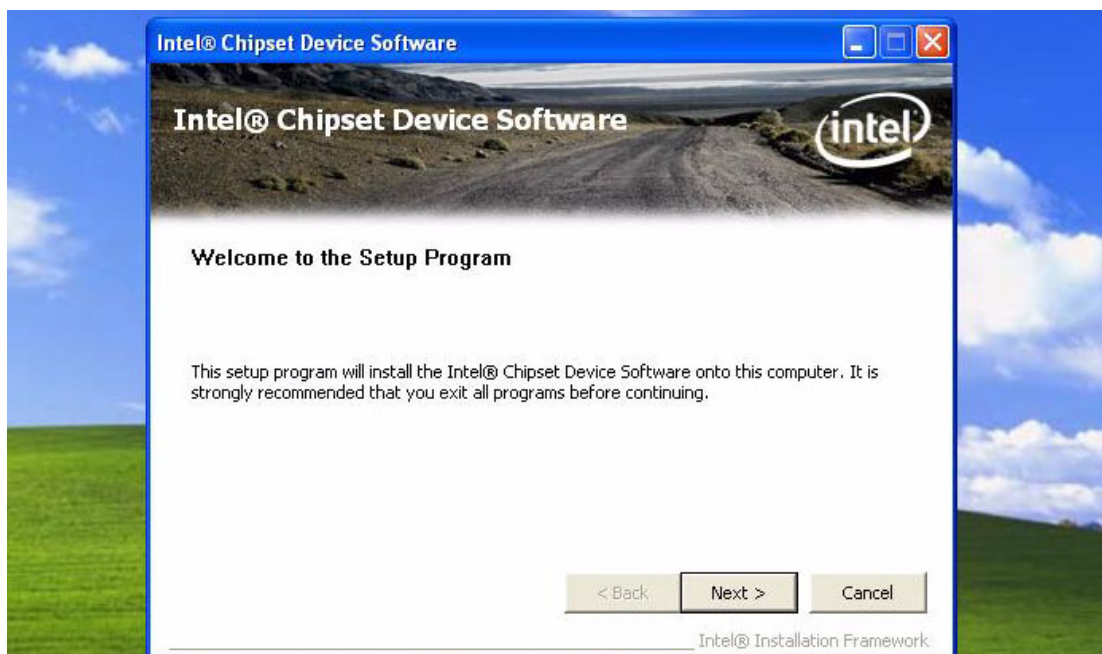 Intel® Chipset Device Software
Intel® Chipset Device Software
intel
Welcome to the Setup Program
This setup program will install the Intel® Chipset Device Software onto this computer. It is
strongly recommended that you exit all programs before continuing.
< Back Next > Cancel
Intel® Installation Framework